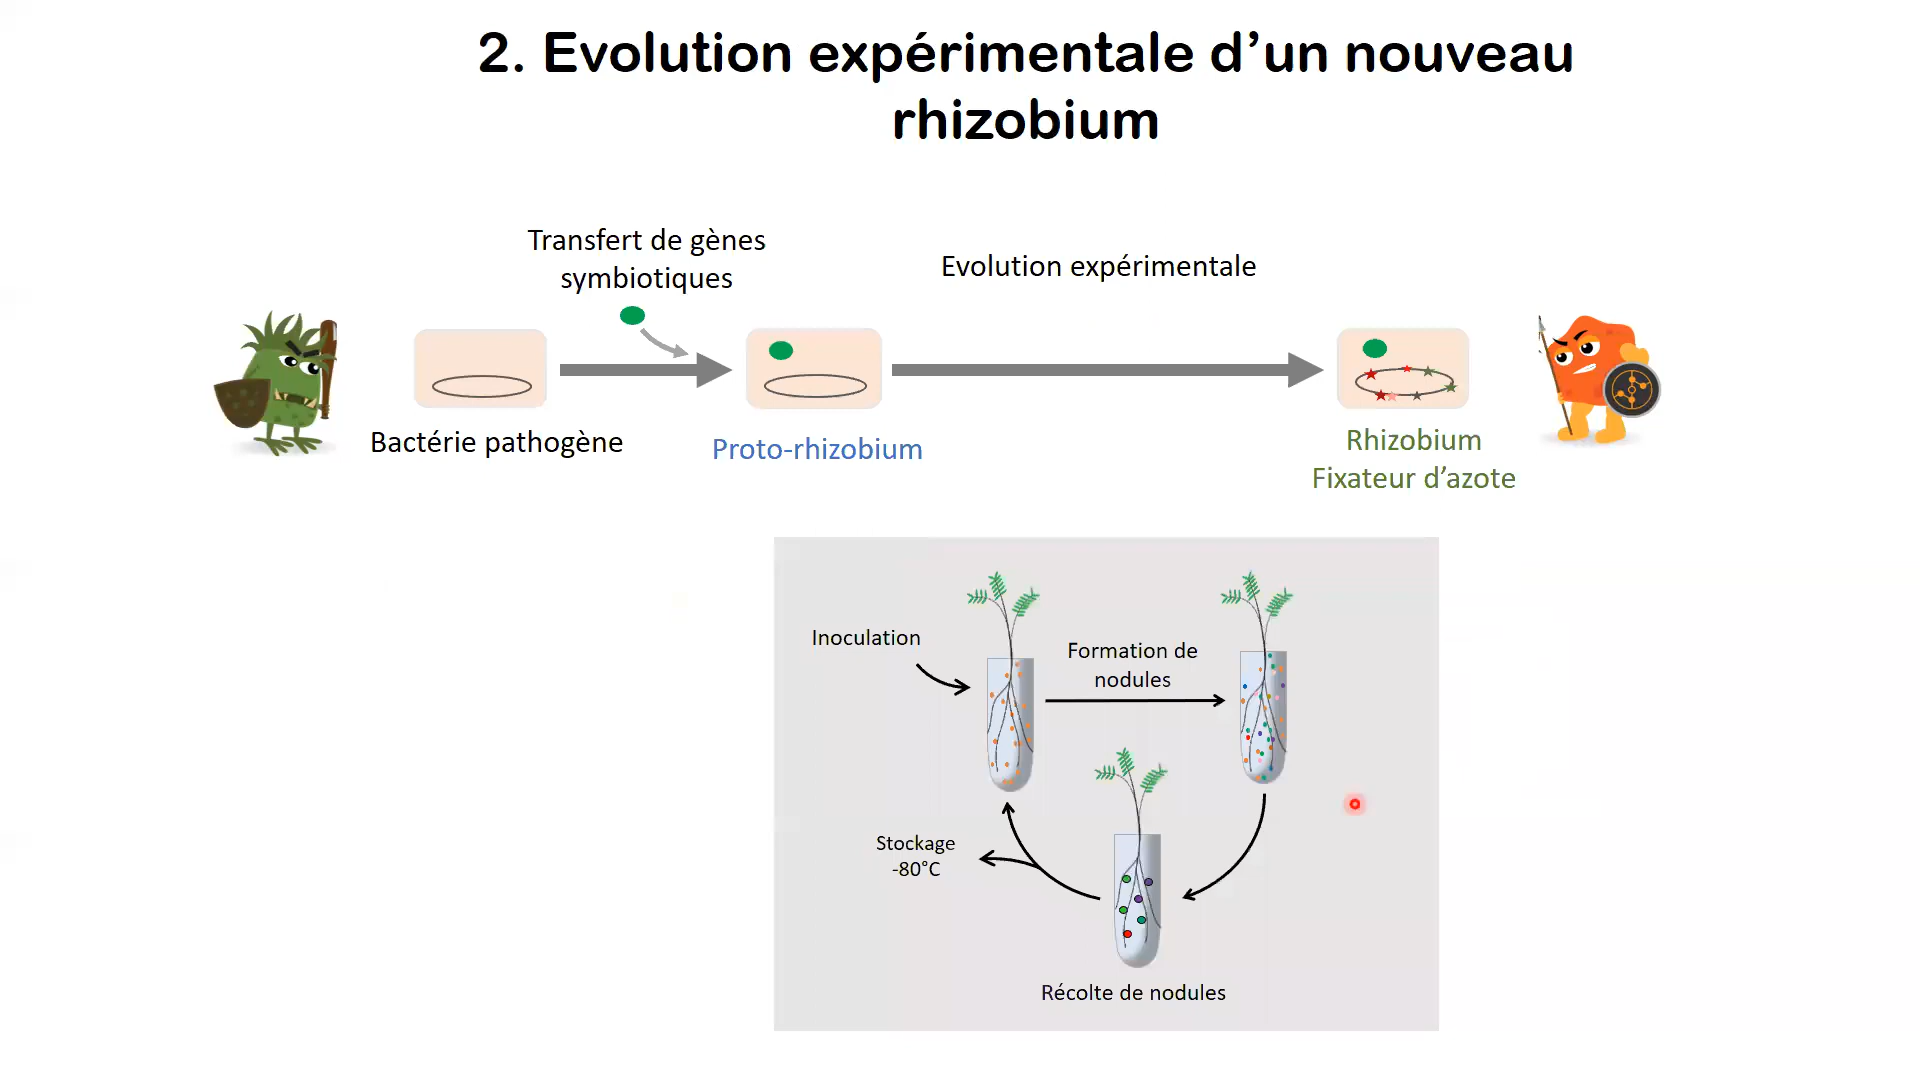 2. Evolution expérimentale d’un nouveau
rhizobium
Transfert de gènes
symbiotiques
Evolution expérimentale
Bactérie pathogène
Proto-rhizobium
Rhizobium
Fixateur d’azote
Inoculation
Formation de
nodules
Stockage
-80°C
Récolte de nodules